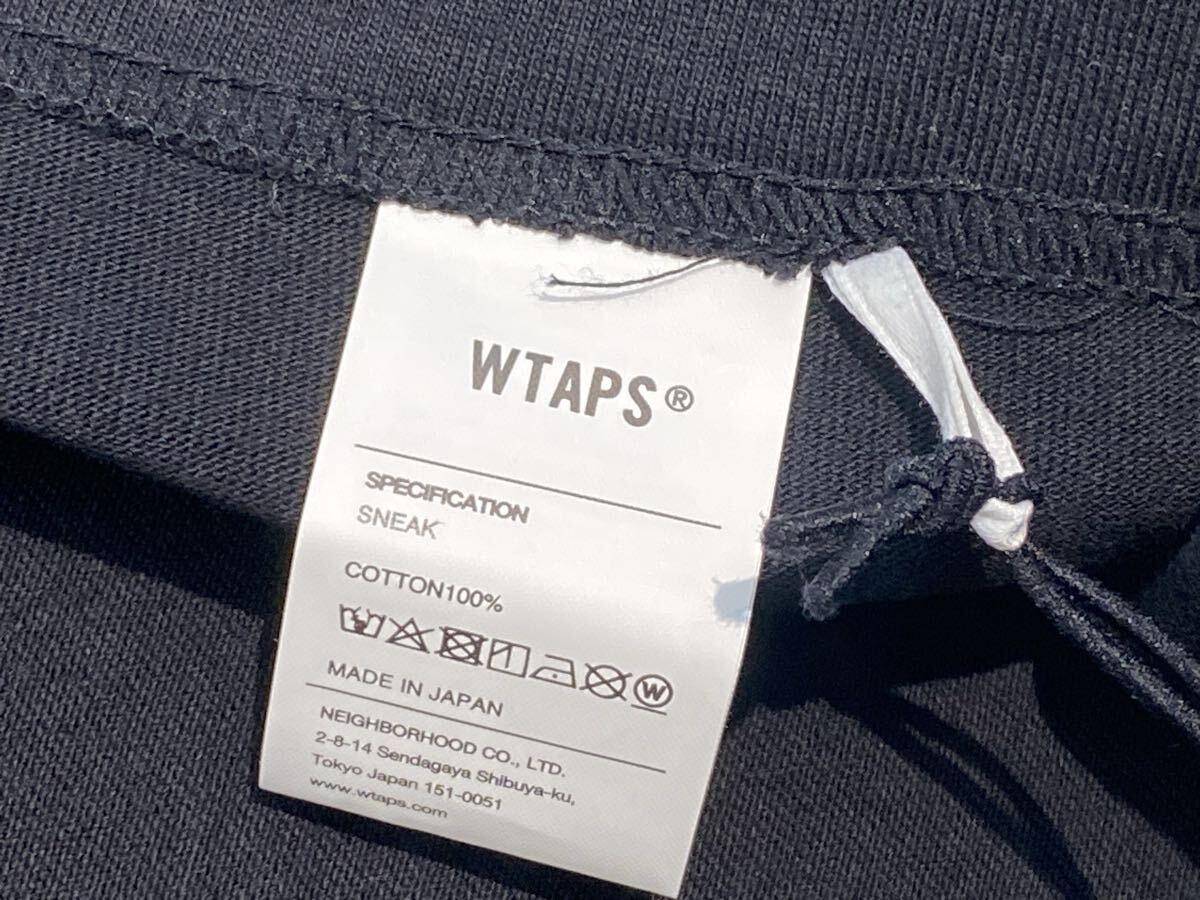 WTAPS®
SPECIFICATION
SNEAK
COTTON100%
W
MADE IN JAPAN
NEIGHBORHOOD CO., LTD.
2-8-14 Sendagaya Shibuya-ku,
Tokyo Japan 151-0051
www.wtaps.com